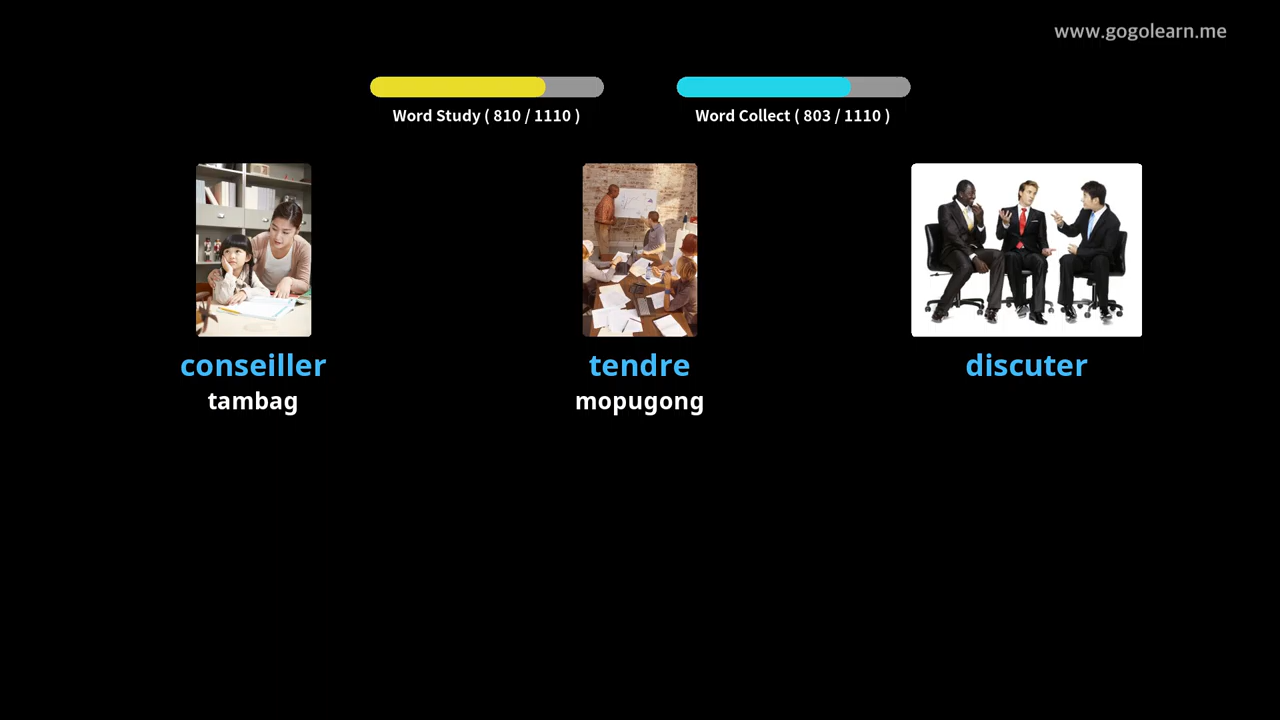 www.gogolearn.me
Word Study ( 810 / 1110 )
Word Collect ( 803 / 1110 )
conseiller
tambag
tendre
mopugong
discuter